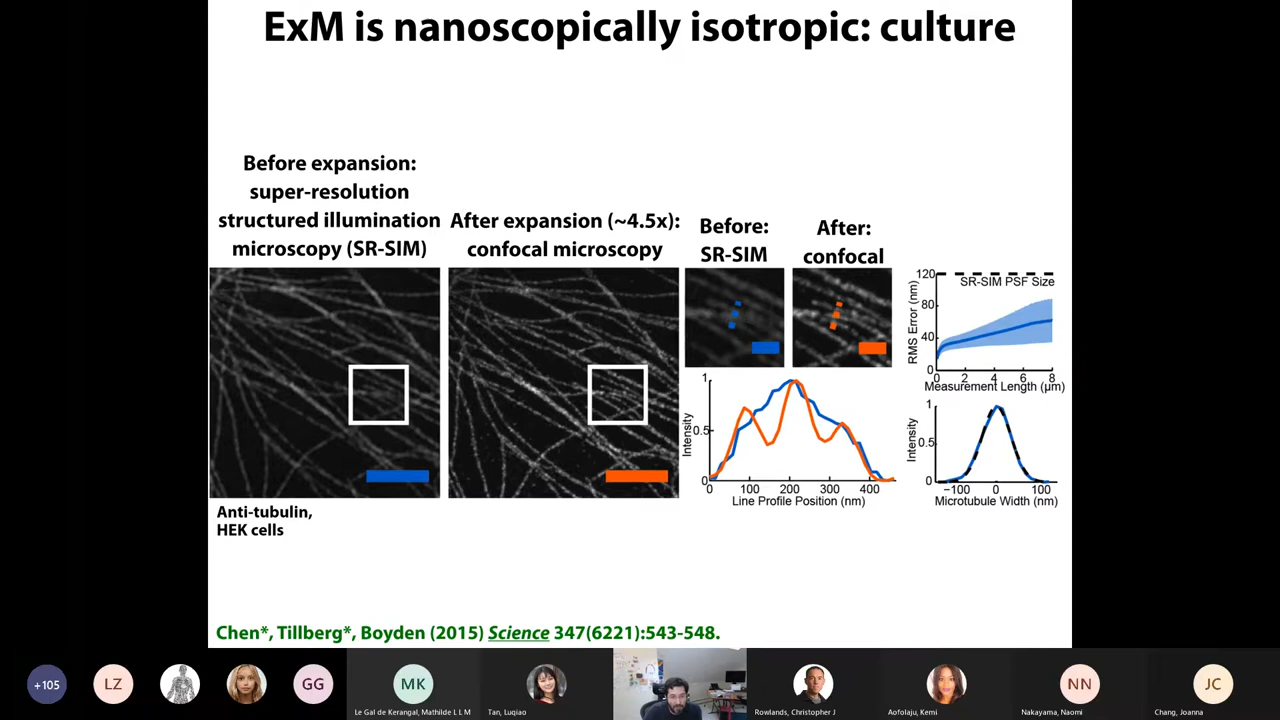 ExM is nanoscopically isotropic: culture
Before expansion:
super-resolution
structured illumination
microscopy (SR-SIM)
After expansion (~4.5x):
confocal microscopy
Before:
SR-SIM
After:
confocal
120
80
40
0
RMS Error (nm)
SR-SIM PSF Size
0 2 4 6 8
Measurement Length (μm)
1
0.5
0
Intensity
0 100 200 300 400
Line Profile Position (nm)
1
0.5
0
Intensity
−100 0 100
Microtubule Width (nm)
Anti-tubulin,
HEK cells
Chen*, Tillberg*, Boyden (2015) Science 347(6221):543-548.
+105
LZ
GG
MK
NN
JC
Le Gal de Kerangal, Mathilde L L M
Tan, Luqiao
Rowlands, Christopher J
Aofolaju, Kemi
Nakayama, Naomi
Chang, Joanna